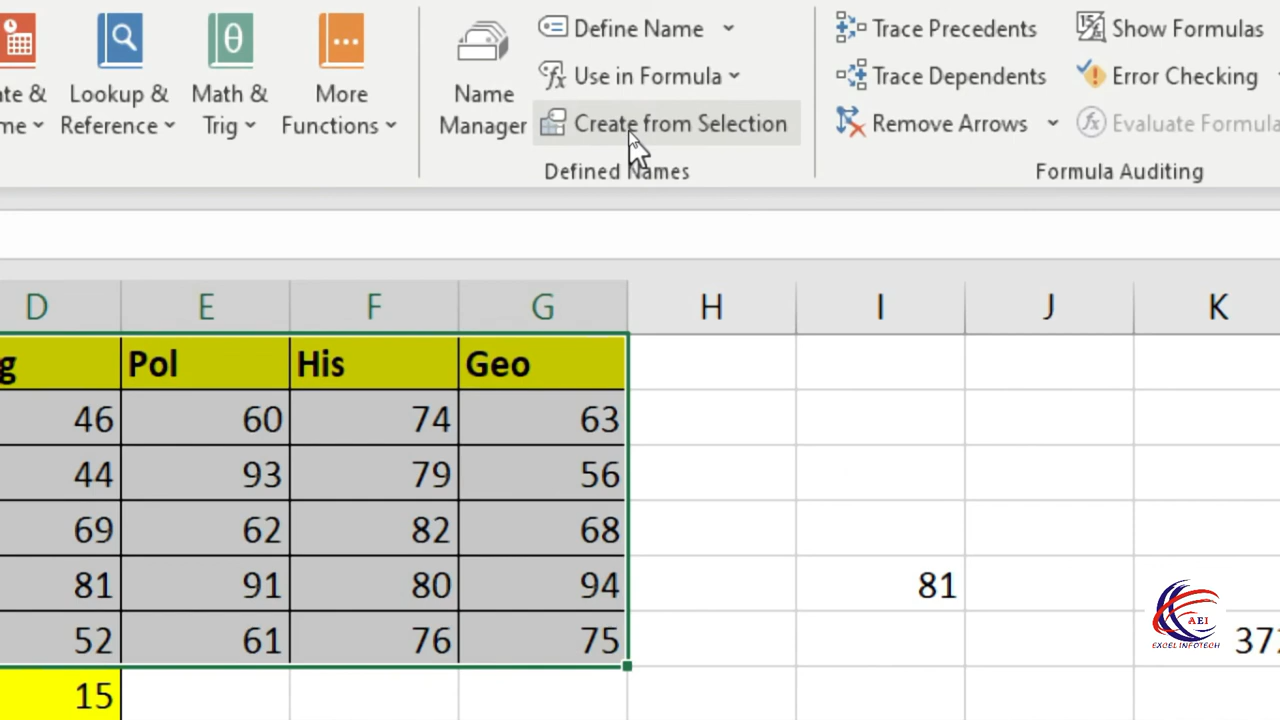 Define Name
Trace Precedents
Show Formulas
Use in Formula
Trace Dependents
Error Checking
Lookup &
Reference
Math &
Trig
More
Functions
Name
Manager
Create from Selection
Remove Arrows
Evaluate Formula
Defined Names
Formula Auditing
D E F G H I J K
Pol His Geo
46 60 74 63
44 93 79 56
69 62 82 68
81 91 80 94 81
52 61 76 75
15
AEI
EXCEL INFOTECH